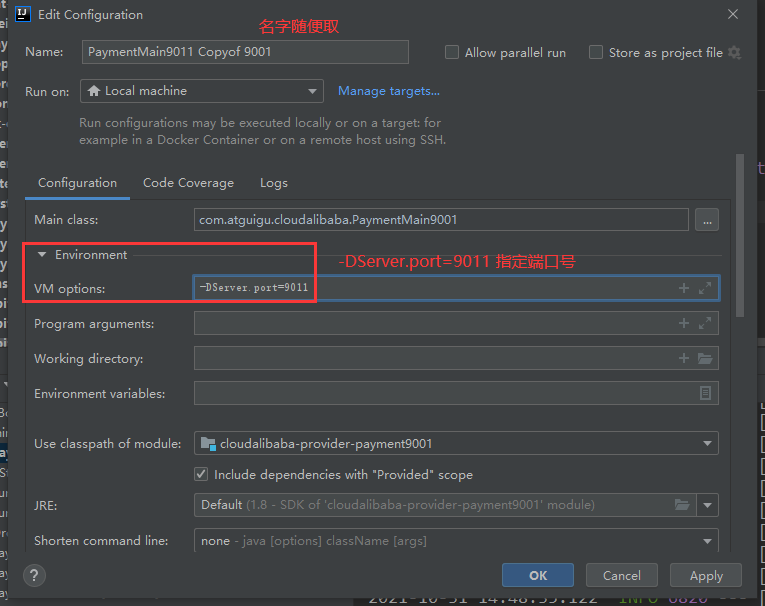 Edit Configuration
名字随便取
Name: PaymentMain9011 Copyof 9001
Allow parallel run
Store as project file
Run on: Local machine
Manage targets...
Run configurations may be executed locally or on a target: for
example in a Docker Container or on a remote host using SSH.
Configuration Code Coverage Logs
Main class: com.atguigu.cloudalibaba.PaymentMain9001 ...
Environment
-DServer.port=9011 指定端口号
VM options: -DServer.port=9011
Program arguments:
Working directory:
Environment variables:
Use classpath of module: cloudalibaba-provider-payment9001
Include dependencies with "Provided" scope
JRE: Default (1.8 - SDK of 'cloudalibaba-provider-payment9001' module)
Shorten command line: none - java [options] className [args]
? OK Cancel Apply